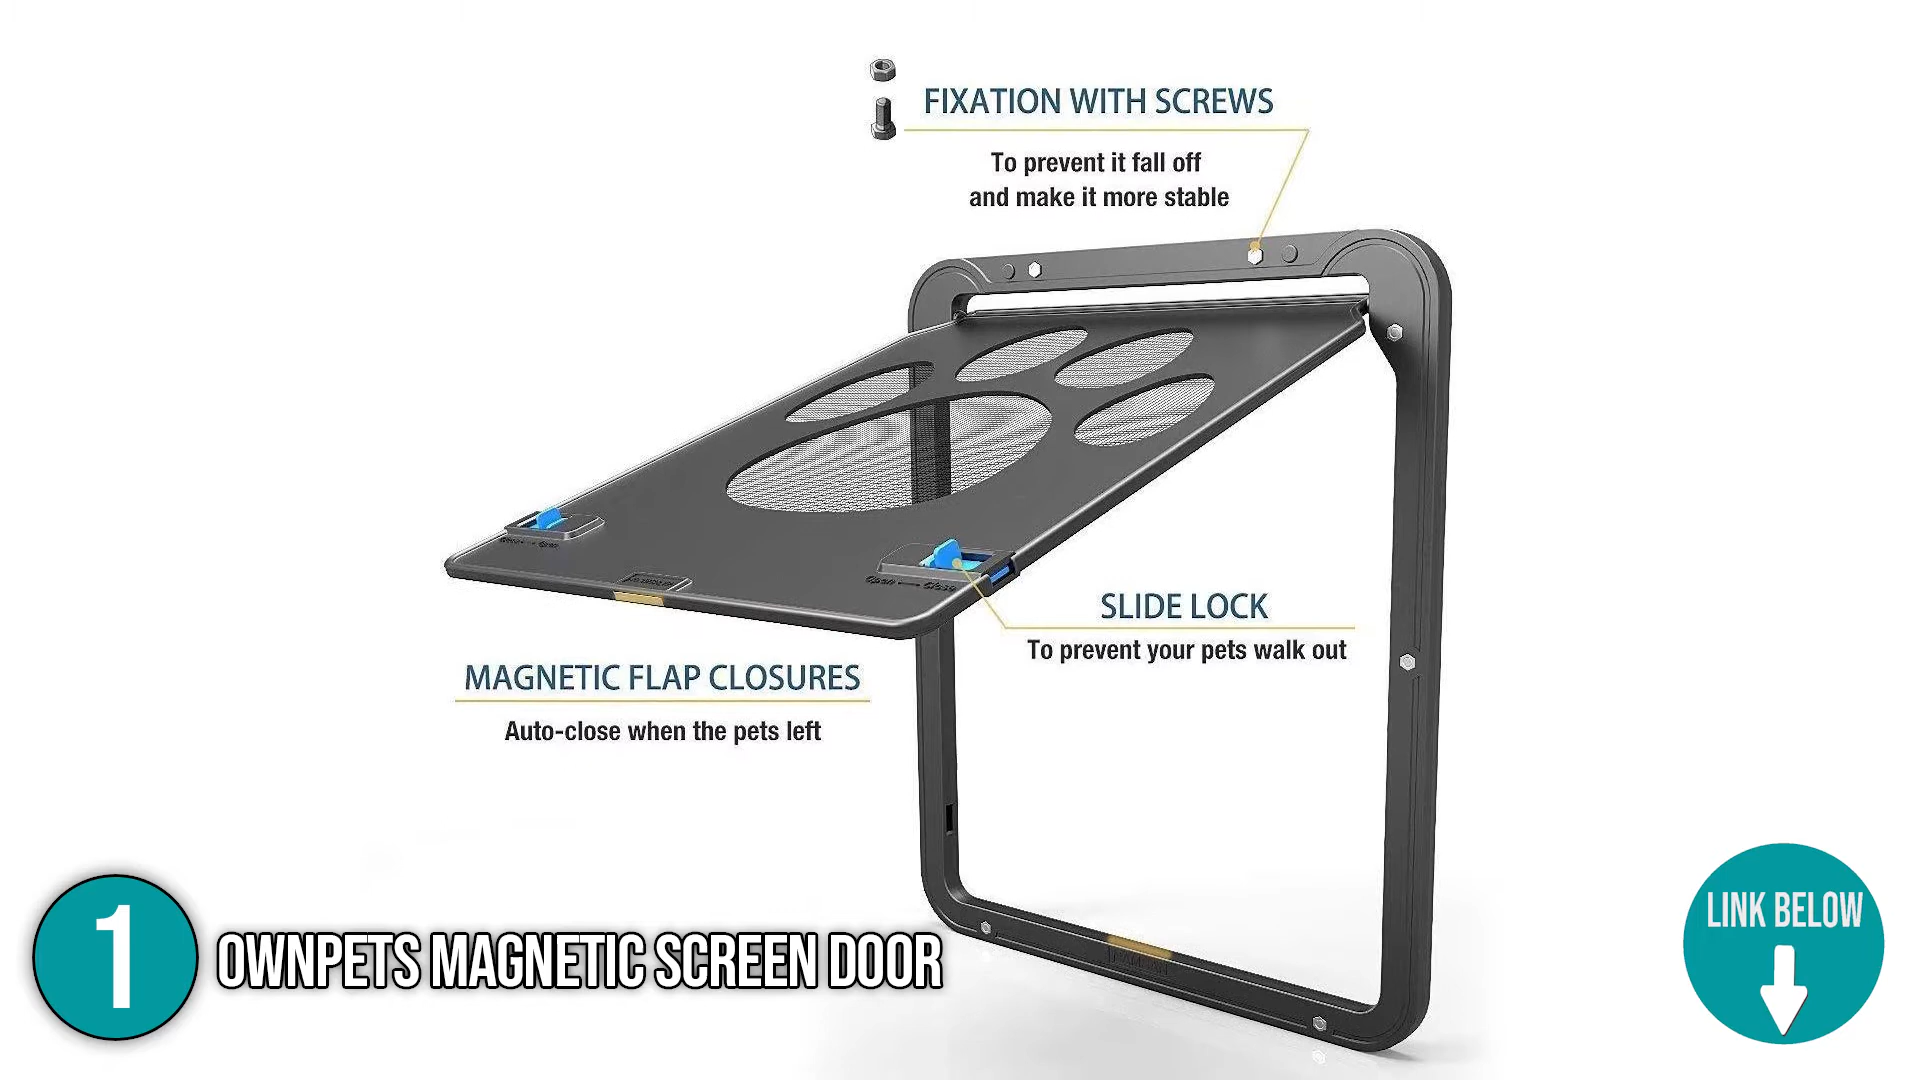 FIXATION WITH SCREWS
To prevent it fall off
and make it more stable
SLIDE LOCK
To prevent your pets walk out
MAGNETIC FLAP CLOSURES
Auto-close when the pets left
1
OWNPETS MAGNETIC SCREEN DOOR
LINK BELOW